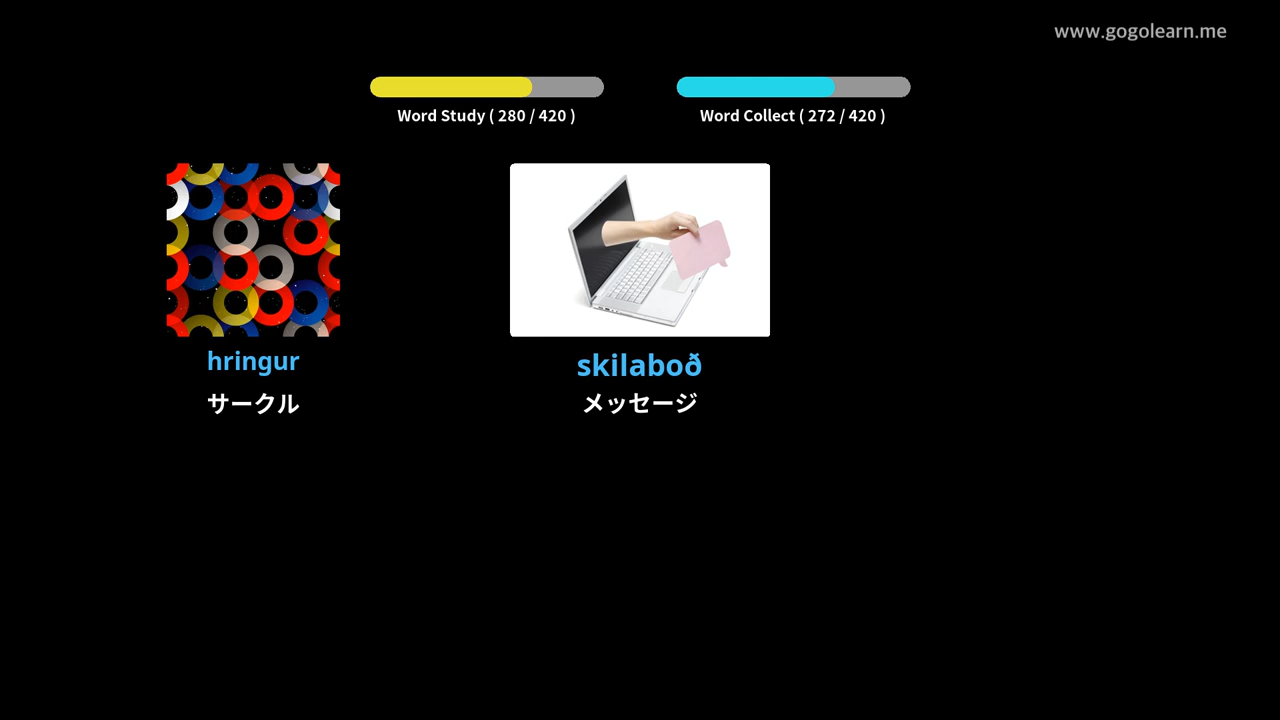 www.gogolearn.me
Word Study ( 280 / 420 )
Word Collect ( 272 / 420 )
hringur
サークル
skilaboð
メッセージ